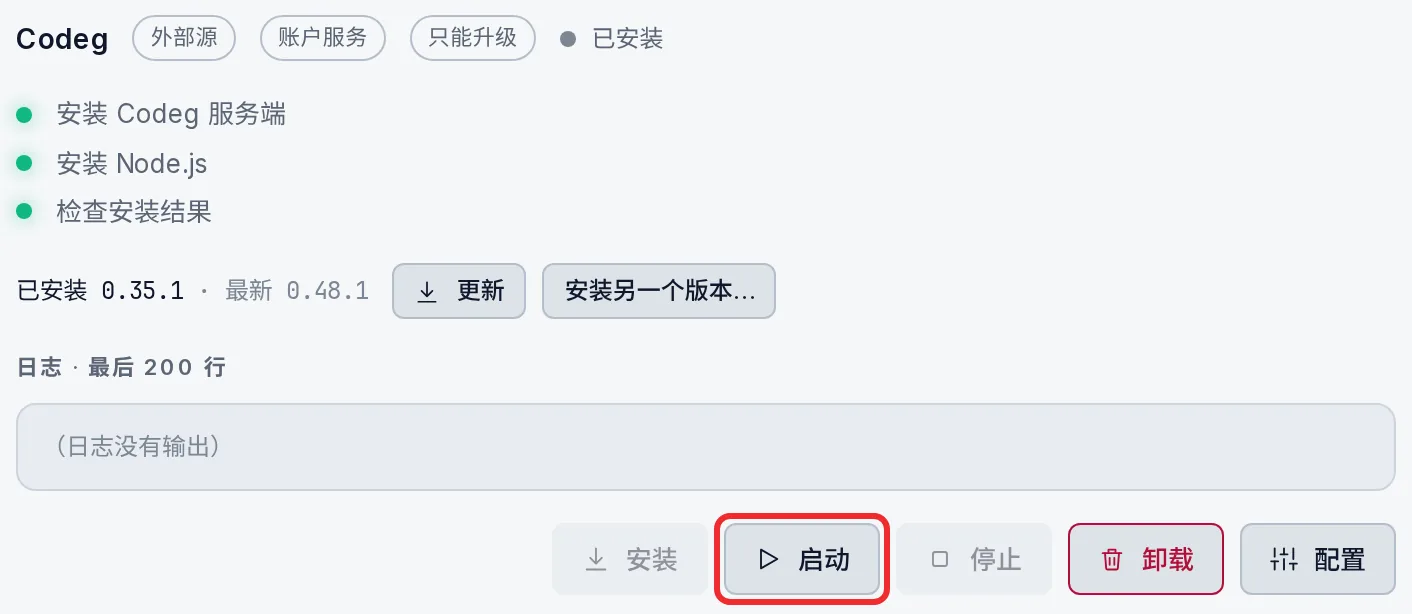 Codeg 外部源 账户服务 只能升级 已安装
安装 Codeg 服务端
安装 Node.js
检查安装结果
已安装 0.35.1 · 最新 0.48.1 更新 安装另一个版本...
日志 · 最后 200 行
（日志没有输出）
安装 启动 停止 卸载 配置